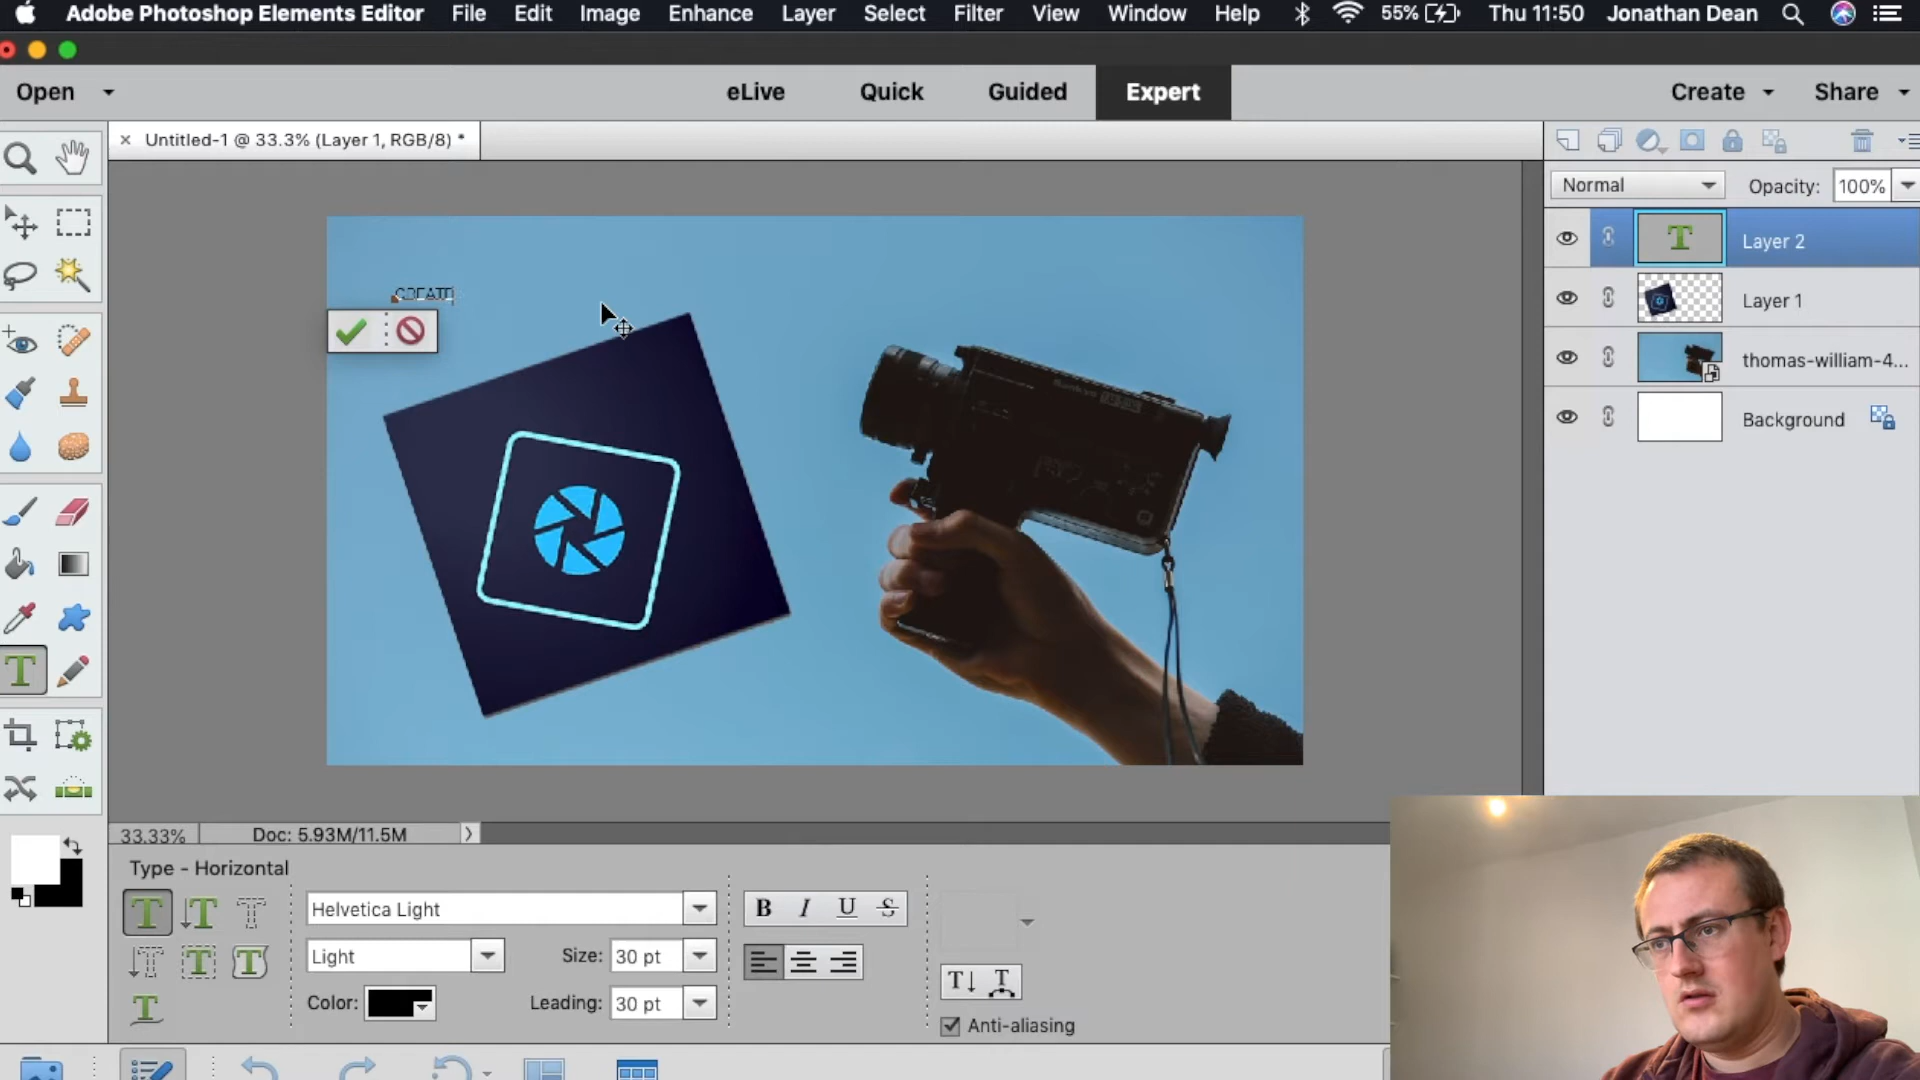 Adobe Photoshop Elements Editor File Edit Image Enhance Layer Select Filter View Window Help 55% Thu 11:50 Jonathan Dean
Open eLive Quick Guided Expert Create Share
× Untitled-1 @ 33.3% (Layer 1, RGB/8) *
Normal Opacity: 100%
T Layer 2
CREATE
Layer 1
thomas-william-4...
Background
T
33.33% Doc: 5.93M/11.5M
Type - Horizontal
Helvetica Light B I U S
Light Size: 30 pt
Color: Leading: 30 pt
Anti-aliasing